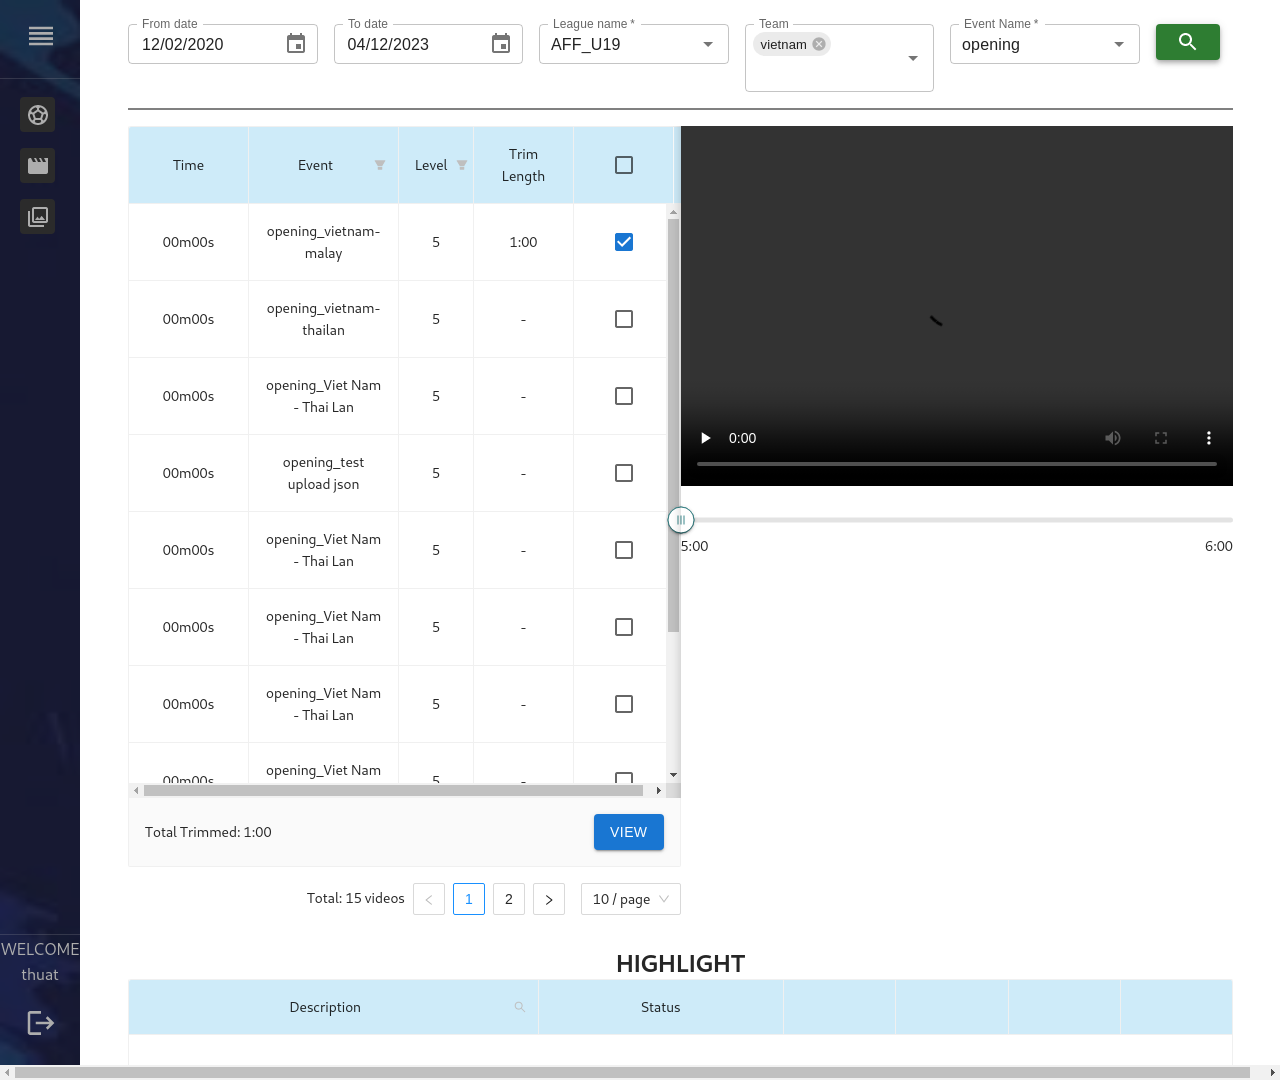 From date
To date
League name *
Team
Event Name *
12/02/2020
04/12/2023
AFF_U19
vietnam
opening
Time
Event
Level
Trim
Length
00m00s
opening_vietnam-
malay
5
1:00
00m00s
opening_vietnam-
thailan
5
-
00m00s
opening_Viet Nam
- Thai Lan
5
-
00m00s
opening_test
upload json
5
-
00m00s
opening_Viet Nam
- Thai Lan
5
-
00m00s
opening_Viet Nam
- Thai Lan
5
-
00m00s
opening_Viet Nam
- Thai Lan
5
-
00m00s
opening_Viet Nam
5
-
0:00
5:00
6:00
Total Trimmed: 1:00
VIEW
Total: 15 videos
1
2
10 / page
WELCOME
thuat
HIGHLIGHT
Description
Status